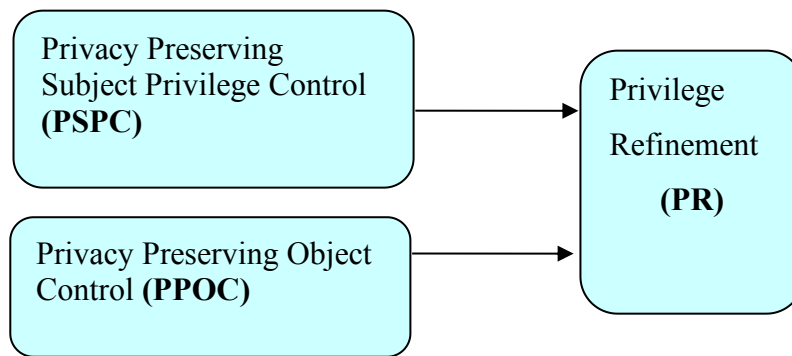 Privacy Preserving
Subject Privilege Control
(PSPC)
Privacy Preserving Object
Control (PPOC)
Privilege
Refinement
(PR)